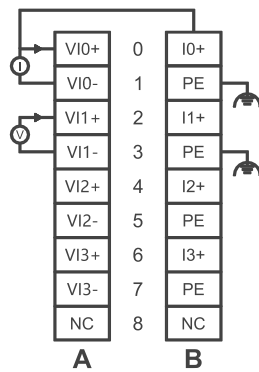 VI0+ 0 I0+
I
VI0- 1 PE
VI1+ 2 I1+
V
VI1- 3 PE
VI2+ 4 I2+
VI2- 5 PE
VI3+ 6 I3+
VI3- 7 PE
NC 8 NC
A B